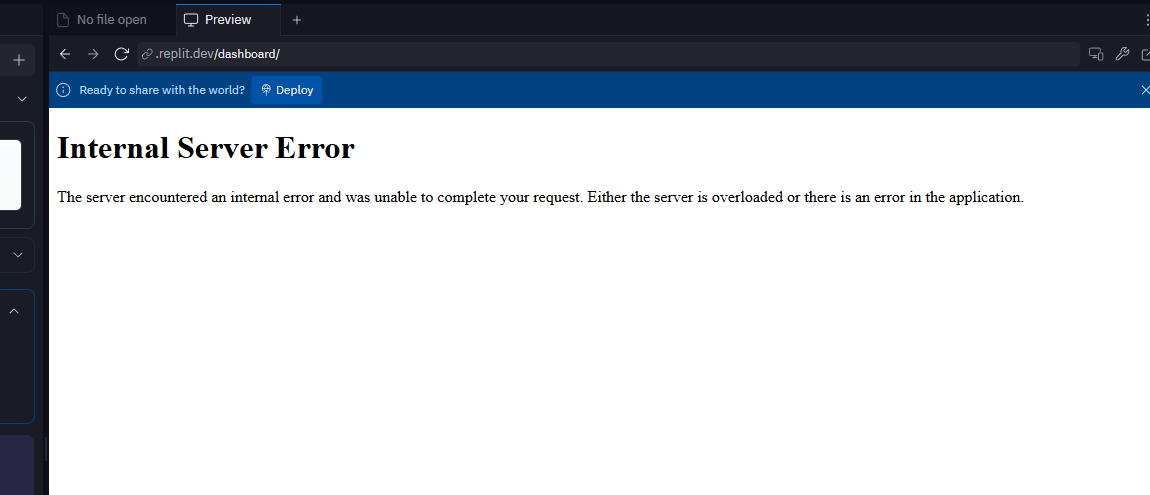 No file open
Preview
.replit.dev/dashboard/
Ready to share with the world?
Deploy
Internal Server Error
The server encountered an internal error and was unable to complete your request. Either the server is overloaded or there is an error in the application.